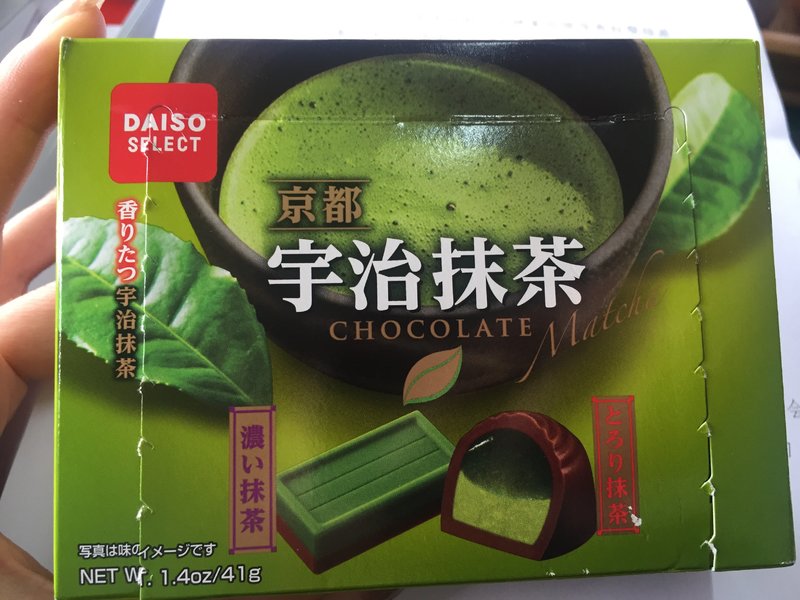 DAISO
SELECT
京都
宇治抹茶
CHOCOLATE
Matcha
香りたつ宇治抹茶
濃い抹茶
とろり抹茶
写真は味のイメージです
NET WT. 1.4oz/41g